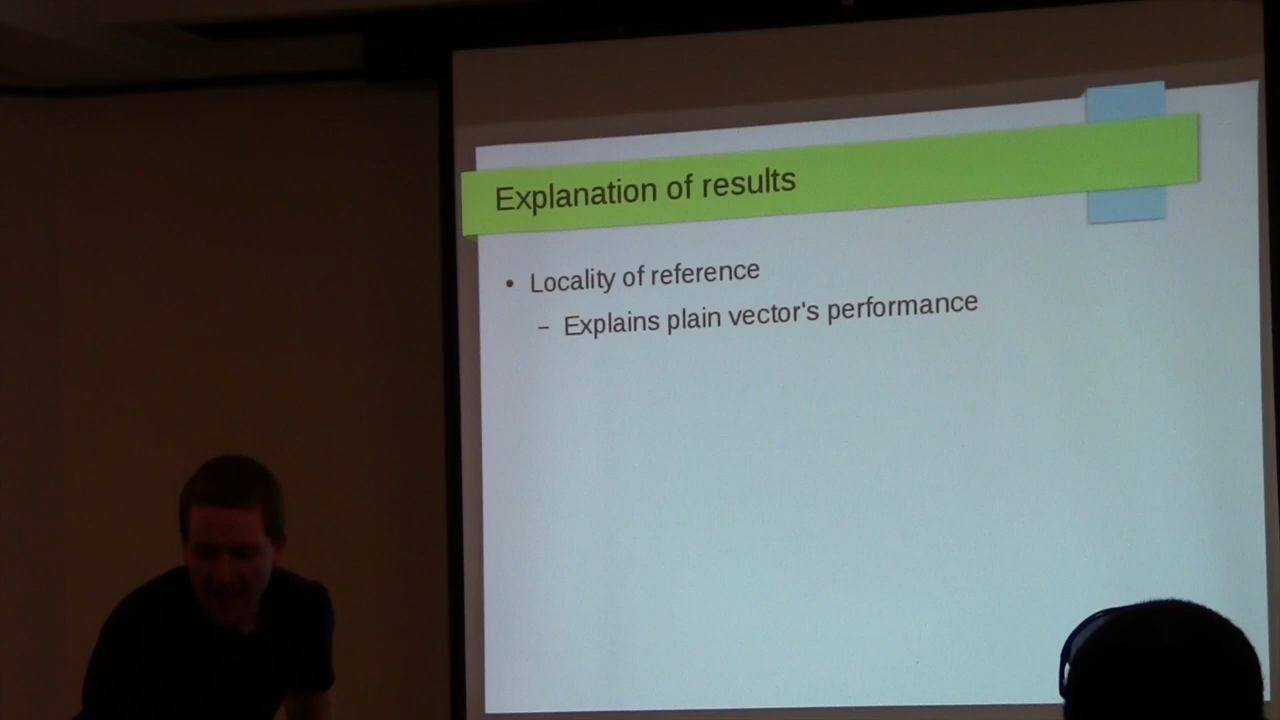 Explanation of results
• Locality of reference
– Explains plain vector's performance